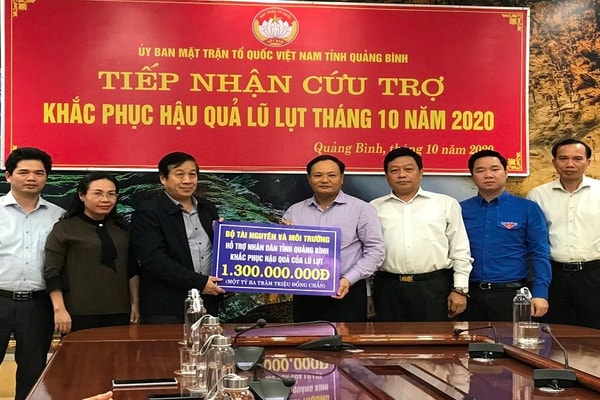 ỦY BAN MẶT TRẬN TỔ QUỐC VIỆT NAM TỈNH QUẢNG BÌNH
TIẾP NHẬN CỨU TRỢ
KHẮC PHỤC HẬU QUẢ LŨ LỤT THÁNG 10 NĂM 2020
Quảng Bình, tháng 10 năm 2020
BỘ TÀI NGUYÊN VÀ MÔI TRƯỜNG
HỖ TRỢ NHÂN DÂN TỈNH QUẢNG BÌNH
KHẮC PHỤC HẬU QUẢ CỦA LŨ LỤT
1.300.000.000Đ
(MỘT TỶ BA TRĂM TRIỆU ĐỒNG CHẴN)